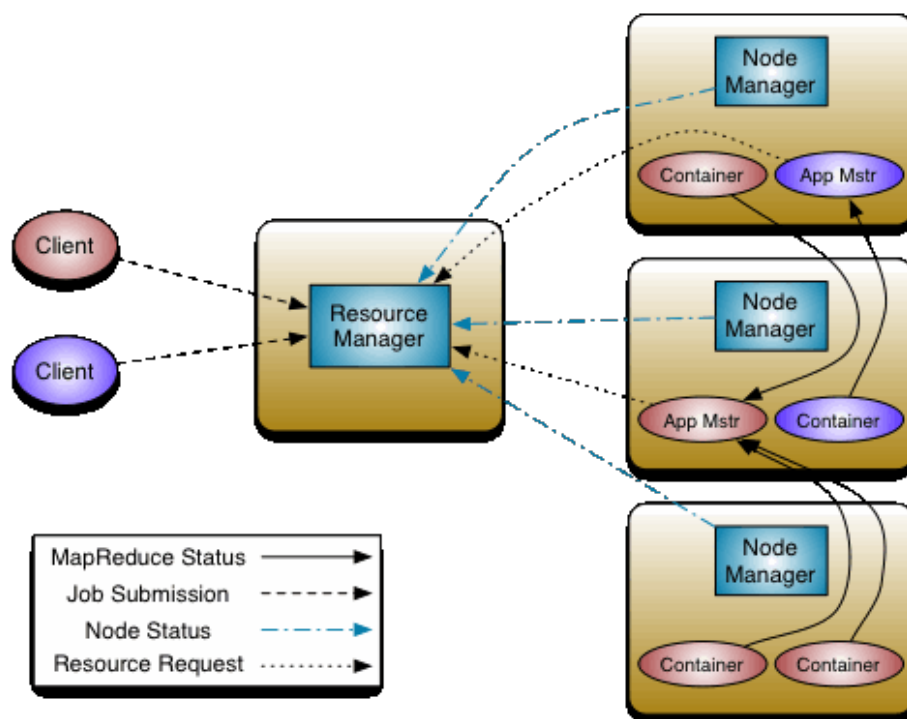 Node
Manager
Container
App Mstr
Client
Resource
Manager
Client
Node
Manager
App Mstr
Container
Node
Manager
Container
Container
MapReduce Status
Job Submission
Node Status
Resource Request